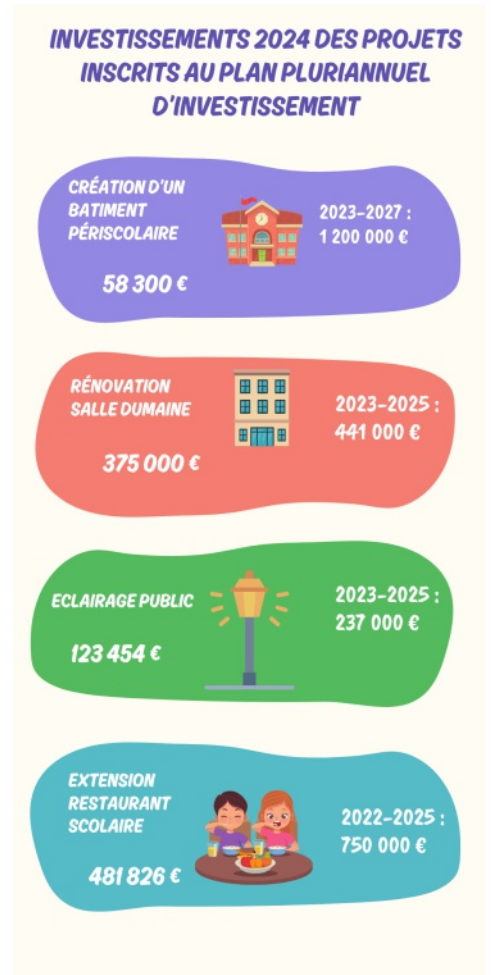 INVESTISSEMENTS 2024 DES PROJETS
INSCRITS AU PLAN PLURIANNUEL
D'INVESTISSEMENT
CRÉATION D'UN
BATIMENT
PÉRISCOLAIRE
58 300 €
2023-2027 :
1 200 000 €
RÉNOVATION
SALLE DUMAINE
375 000 €
2023-2025 :
441 000 €
ECLAIRAGE PUBLIC
123 454 €
2023-2025 :
237 000 €
EXTENSION
RESTAURANT
SCOLAIRE
481 826 €
2022-2025 :
750 000 €